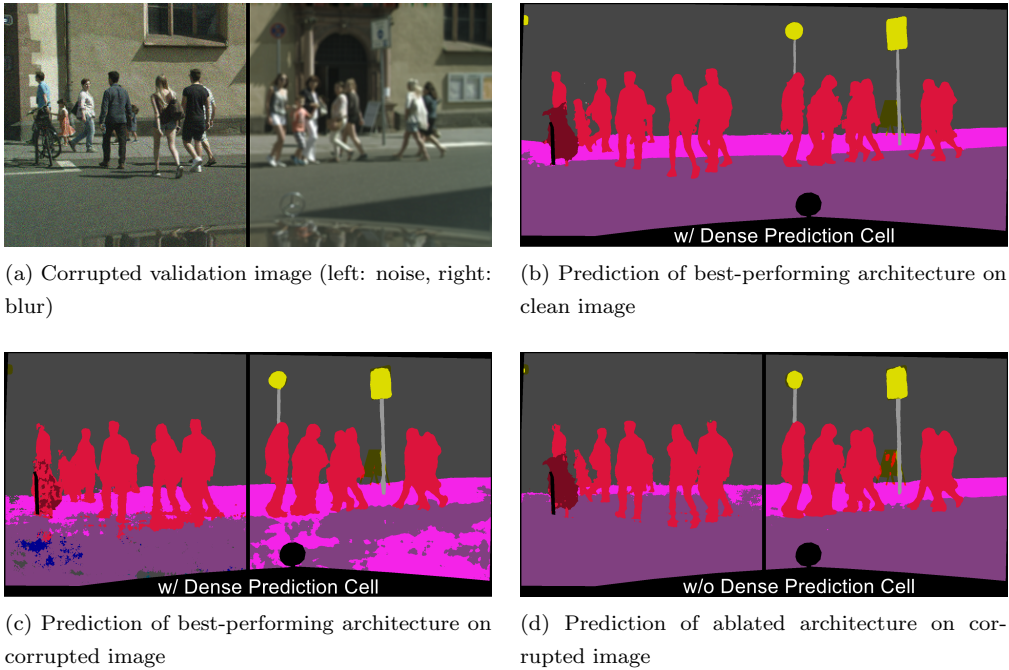 (a) Corrupted validation image (left: noise, right:
blur)
w/ Dense Prediction Cell
(b) Prediction of best-performing architecture on
clean image
w/ Dense Prediction Cell
(c) Prediction of best-performing architecture on
corrupted image
w/o Dense Prediction Cell
(d) Prediction of ablated architecture on cor-
rupted image